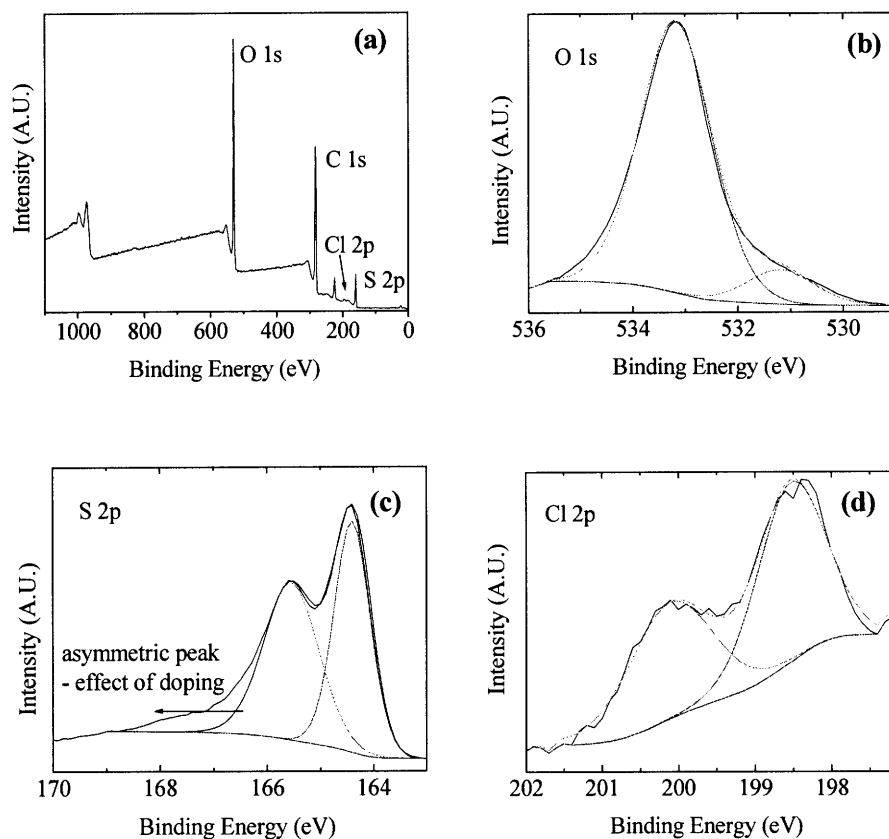 (a)
O 1s
C 1s
Cl 2p
S 2p
Intensity (A.U.)
1000 800 600 400 200 0
Binding Energy (eV)
(b)
O 1s
Intensity (A.U.)
536 534 532 530
Binding Energy (eV)
(c)
S 2p
asymmetric peak
- effect of doping
Intensity (A.U.)
170 168 166 164
Binding Energy (eV)
(d)
Cl 2p
Intensity (A.U.)
202 201 200 199 198
Binding Energy (eV)